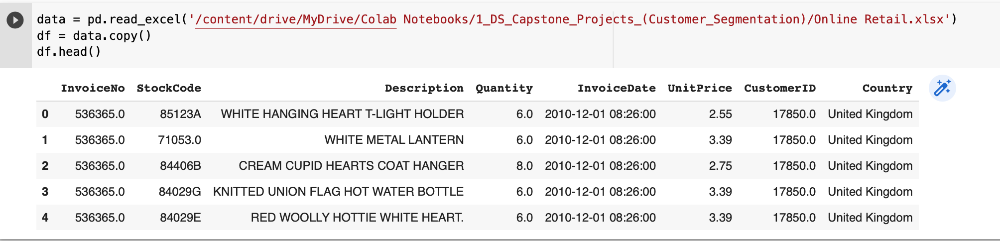 data = pd.read_excel('/content/drive/MyDrive/Colab Notebooks/1_DS_Capstone_Projects_(Customer_Segmentation)/Online Retail.xlsx')
df = data.copy()
df.head()
InvoiceNo StockCode Description Quantity InvoiceDate UnitPrice CustomerID Country
0 536365.0 85123A WHITE HANGING HEART T-LIGHT HOLDER 6.0 2010-12-01 08:26:00 2.55 17850.0 United Kingdom
1 536365.0 71053.0 WHITE METAL LANTERN 6.0 2010-12-01 08:26:00 3.39 17850.0 United Kingdom
2 536365.0 84406B CREAM CUPID HEARTS COAT HANGER 8.0 2010-12-01 08:26:00 2.75 17850.0 United Kingdom
3 536365.0 84029G KNITTED UNION FLAG HOT WATER BOTTLE 6.0 2010-12-01 08:26:00 3.39 17850.0 United Kingdom
4 536365.0 84029E RED WOOLLY HOTTIE WHITE HEART. 6.0 2010-12-01 08:26:00 3.39 17850.0 United Kingdom